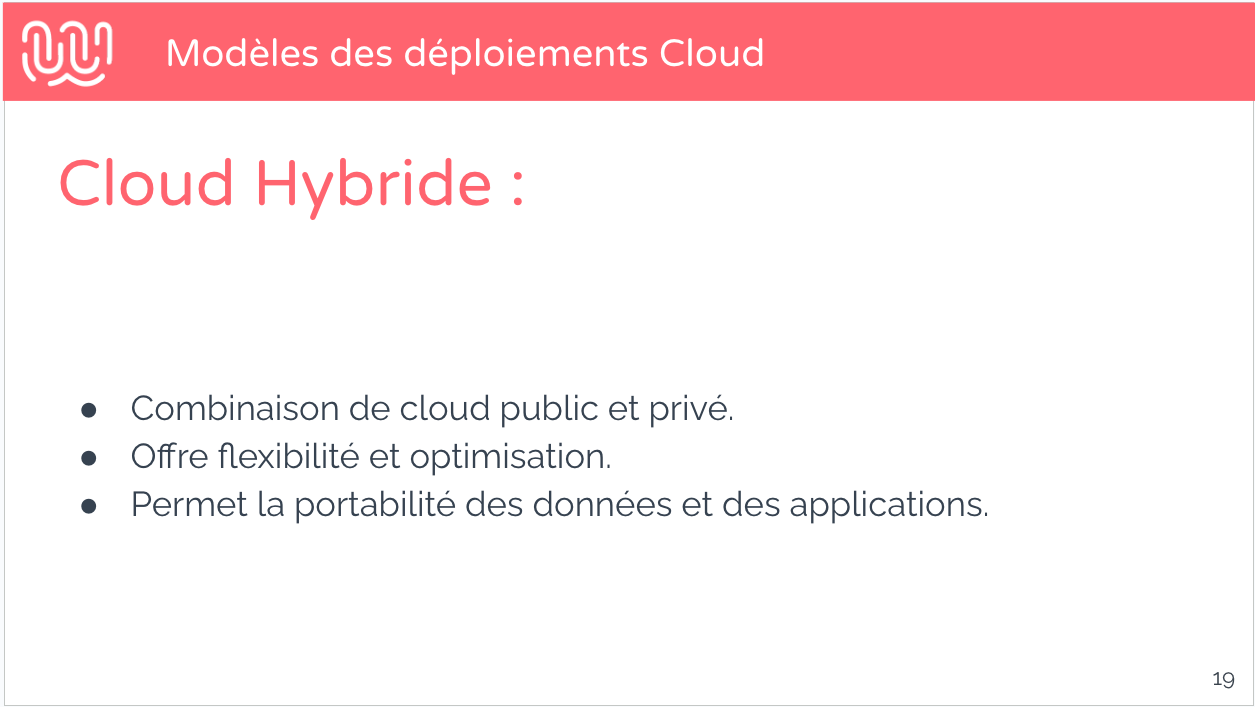 Modèles des déploiements Cloud
Cloud Hybride :
● Combinaison de cloud public et privé.
● Offre flexibilité et optimisation.
● Permet la portabilité des données et des applications.
19